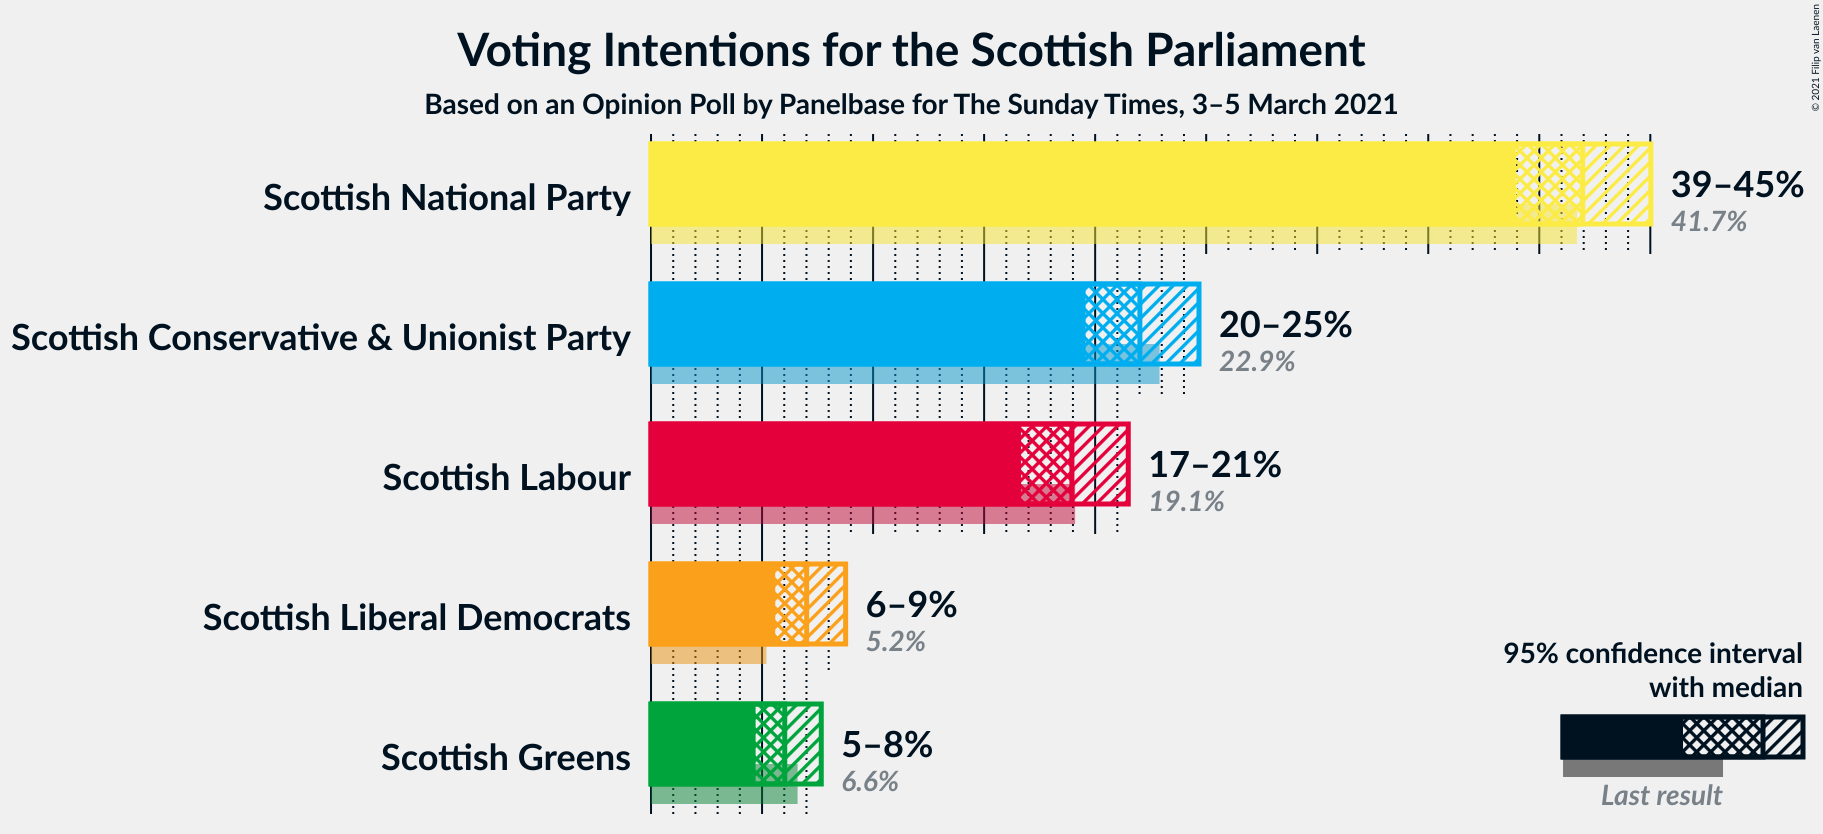 Voting Intentions for the Scottish Parliament
Based on an Opinion Poll by Panelbase for The Sunday Times, 3–5 March 2021
© 2021 Filip van Laenen
Scottish National Party
39–45%
41.7%
Scottish Conservative & Unionist Party
20–25%
22.9%
Scottish Labour
17–21%
19.1%
Scottish Liberal Democrats
6–9%
5.2%
Scottish Greens
5–8%
6.6%
95% confidence interval
with median
Last result